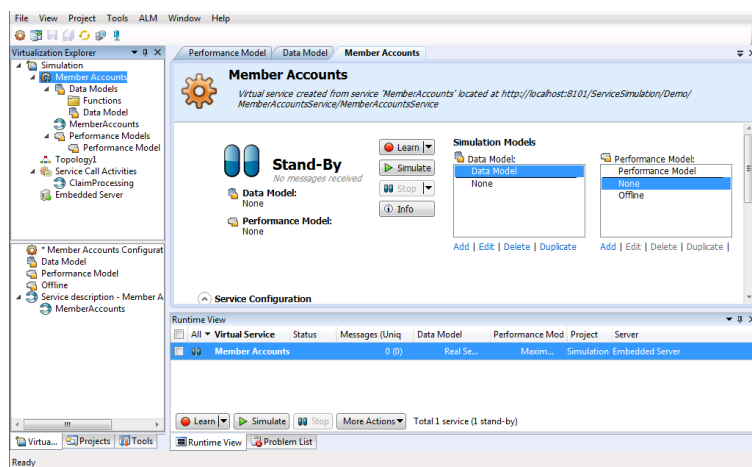 File View Project Tools ALM Window Help
Virtualization Explorer
Simulation
Member Accounts
Data Models
Functions
Data Model
MemberAccounts
Performance Models
Performance Model
Topology1
Service Call Activities
ClaimProcessing
Embedded Server
* Member Accounts Configurat
Data Model
Performance Model
Offline
Service description - Member A
MemberAccounts
Virtua... Projects Tools
Performance Model Data Model Member Accounts
Member Accounts
Virtual service created from service 'MemberAccounts' located at http://localhost:8101/ServiceSimulation/Demo/
MemberAccountsService/MemberAccountsService
Stand-By
No messages received
Data Model:
None
Performance Model:
None
Learn
Simulate
Stop
Info
Simulation Models
Data Model:
Data Model
None
Add | Edit | Delete | Duplicate
Performance Model:
Performance Model
None
Offline
Add | Edit | Delete | Duplicate |
Service Configuration
Runtime View
All Virtual Service Status Messages (Uniq Data Model Performance Mod Project Server
Member Accounts 0 (0) Real Se... Maxim... Simulation Embedded Server
Learn Simulate Stop More Actions Total 1 service (1 stand-by)
Runtime View Problem List
Ready